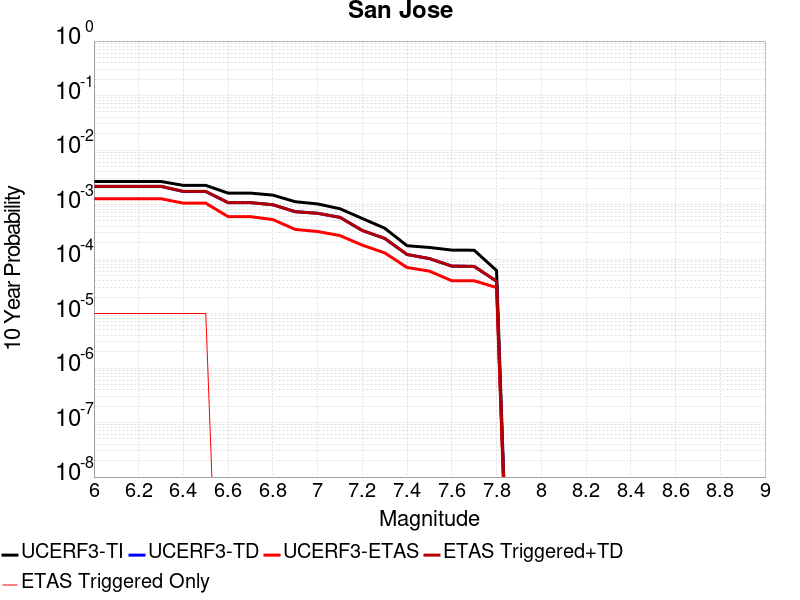 San Jose
10^0
10^-1
10^-2
10^-3
10^-4
10^-5
10^-6
10^-7
10^-8
10 Year Probability
6 6.2 6.4 6.6 6.8 7 7.2 7.4 7.6 7.8 8 8.2 8.4 8.6 8.8 9
Magnitude
UCERF3-TI UCERF3-TD UCERF3-ETAS ETAS Triggered+TD
ETAS Triggered Only